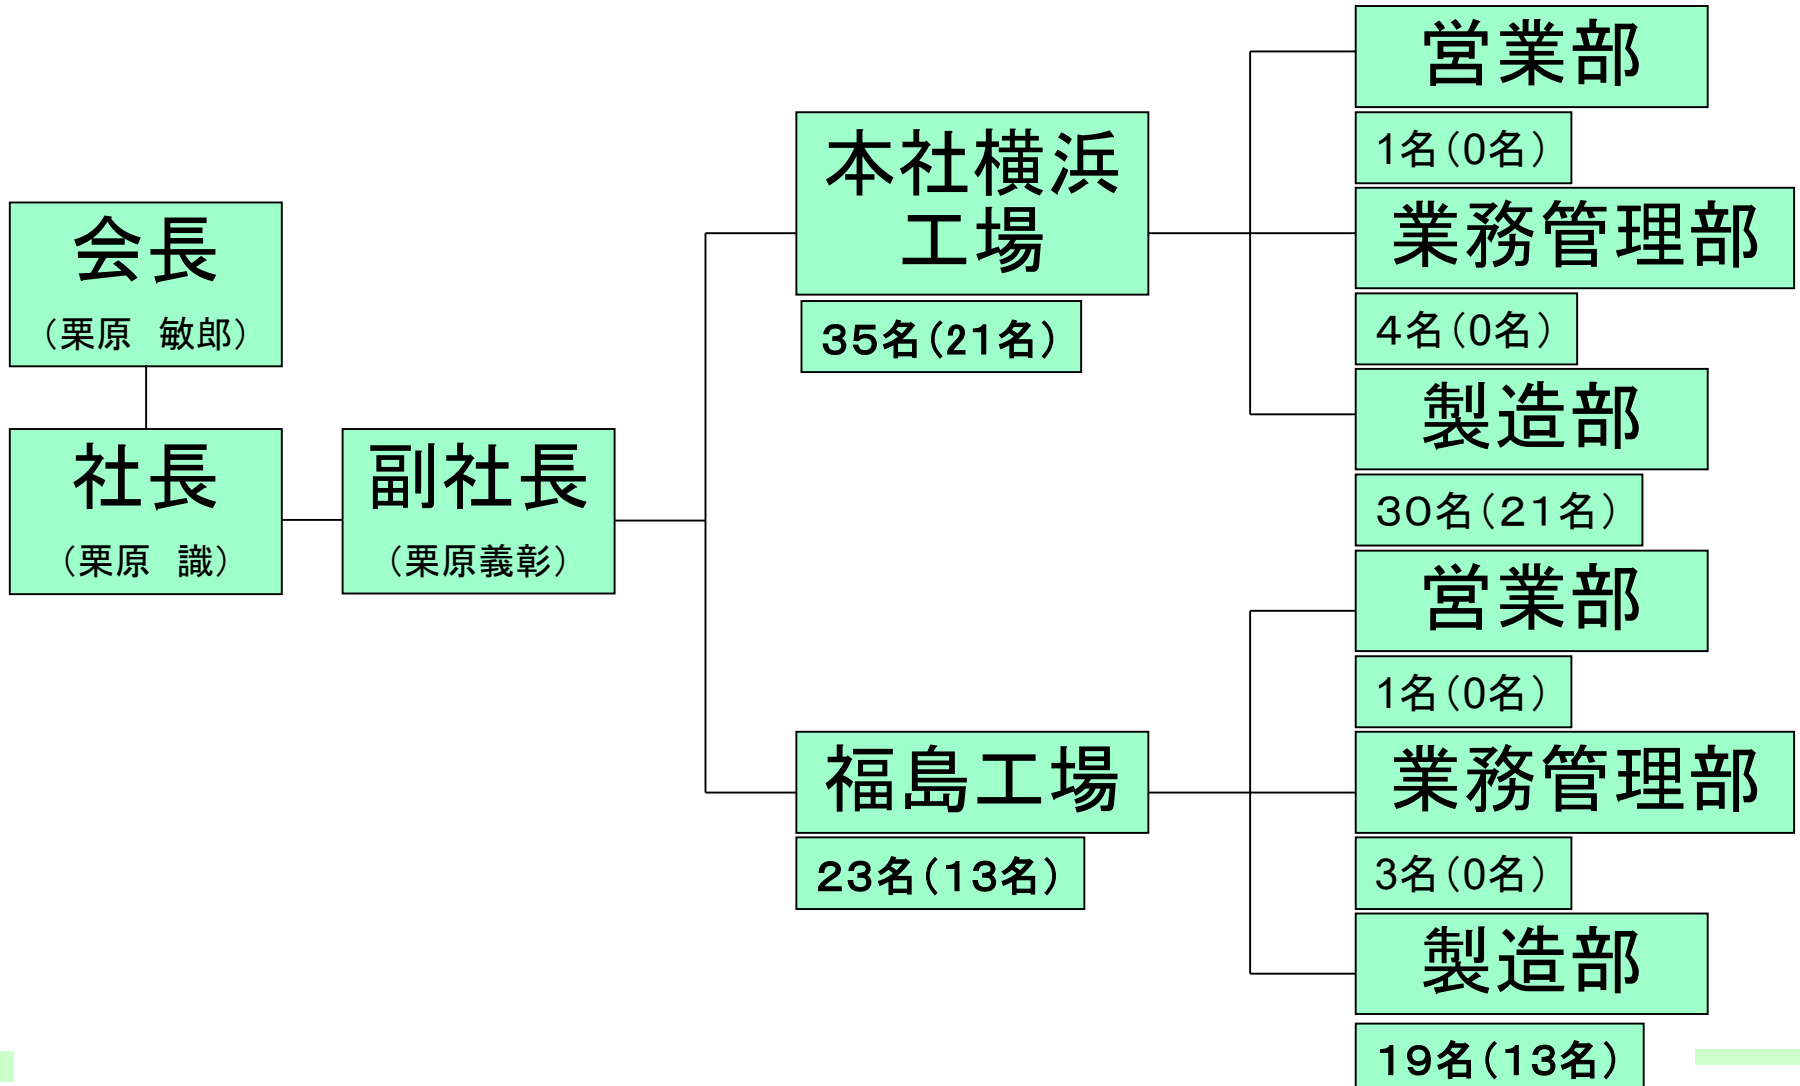 会長
（栗原　敏郎）
社長
（栗原　識）
副社長
（栗原義彰）
本社横浜
工場
35名（21名）
営業部
1名（0名）
業務管理部
4名（0名）
製造部
30名（21名）
福島工場
23名（13名）
営業部
1名（0名）
業務管理部
3名（0名）
製造部
19名（13名）